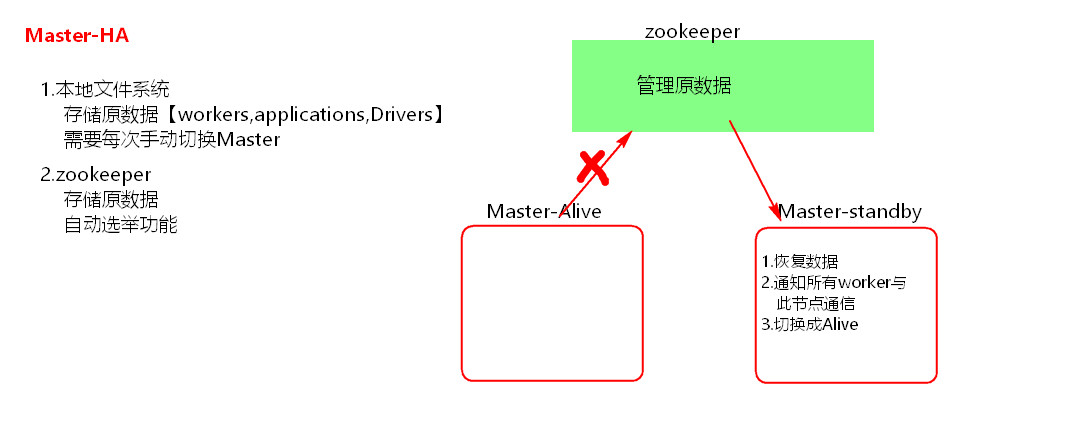 Master-HA
1.本地文件系统
存储原数据【workers,applications,Drivers】
需要每次手动切换Master
2.zookeeper
存储原数据
自动选举功能
zookeeper
管理原数据
Master-Alive
Master-standby
1.恢复数据
2.通知所有worker与
此节点通信
3.切换成Alive